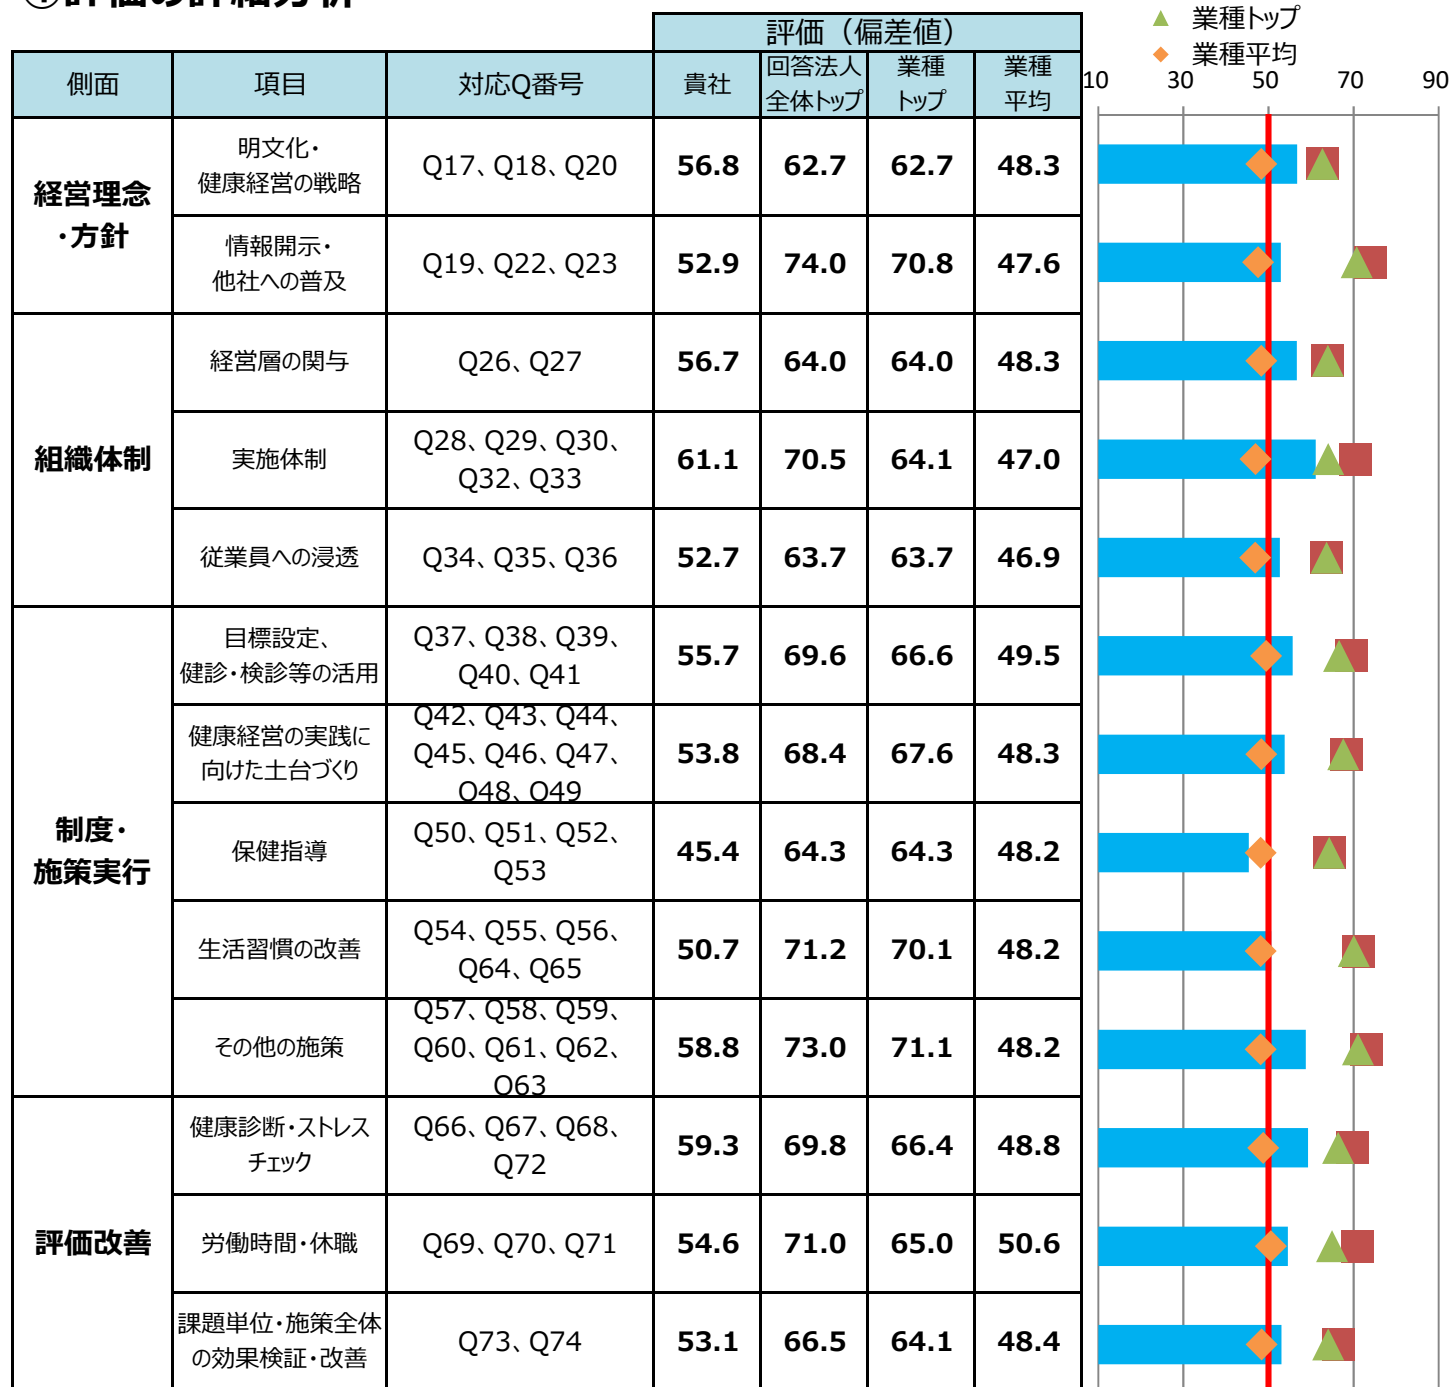 ①評価の詳細分析
▲ 業種トップ
◆ 業種平均
10 30 50 70 90
評価（偏差値）
側面 項目 対応Q番号 貴社 回答法人 業種 業種
全体トップ トップ 平均
経営理念
・方針
明文化・
健康経営の戦略
Q17、Q18、Q20 56.8 62.7 62.7 48.3
情報開示・
他社への普及
Q19、Q22、Q23 52.9 74.0 70.8 47.6
組織体制
経営層の関与 Q26、Q27 56.7 64.0 64.0 48.3
実施体制
Q28、Q29、Q30、
Q32、Q33
61.1 70.5 64.1 47.0
従業員への浸透 Q34、Q35、Q36 52.7 63.7 63.7 46.9
制度・
施策実行
目標設定、
健診・検診等の活用
Q37、Q38、Q39、
Q40、Q41
55.7 69.6 66.6 49.5
健康経営の実践に
向けた土台づくり
Q42、Q43、Q44、
Q45、Q46、Q47、
Q48、Q49
53.8 68.4 67.6 48.3
保健指導
Q50、Q51、Q52、
Q53
45.4 64.3 64.3 48.2
生活習慣の改善
Q54、Q55、Q56、
Q64、Q65
50.7 71.2 70.1 48.2
その他の施策
Q57、Q58、Q59、
Q60、Q61、Q62、
Q63
58.8 73.0 71.1 48.2
評価改善
健康診断・ストレス
チェック
Q66、Q67、Q68、
Q72
59.3 69.8 66.4 48.8
労働時間・休職 Q69、Q70、Q71 54.6 71.0 65.0 50.6
課題単位・施策全体
の効果検証・改善
Q73、Q74 53.1 66.5 64.1 48.4